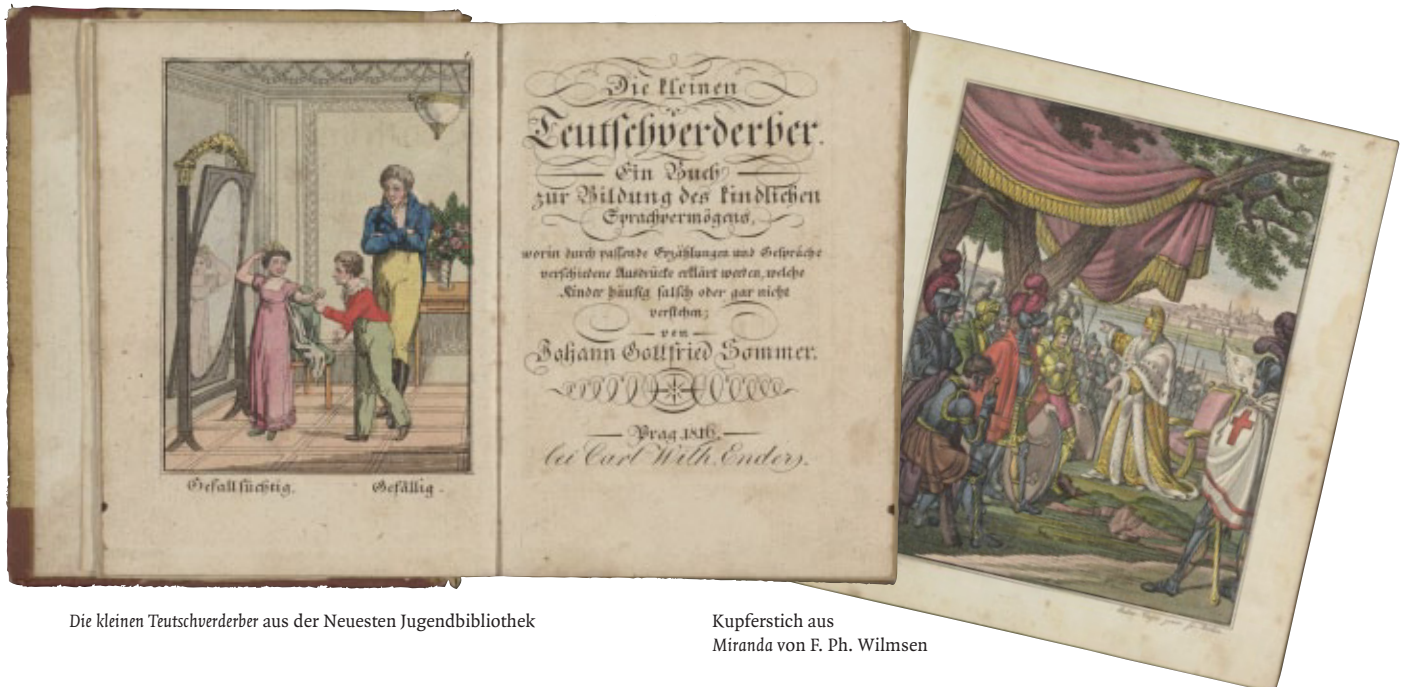 Die kleinen
Teutschverderber.
Ein Buch
zur Bildung des kindlichen
Sprachvermögens,
worin durch passende Erzählungen und Gespräche
verschiedene Ausdrücke erklärt werden, welche
Kinder häufig falsch oder gar nicht
verstehen;
von
Johann Gottfried Sommer.
Prag 1816.
bei Carl Wilh. Enders.
Gefallsüchtig. Gefällig.
Die kleinen Teutschverderber aus der Neuesten Jugendbibliothek
Kupferstich aus
Miranda von F. Ph. Wilmsen